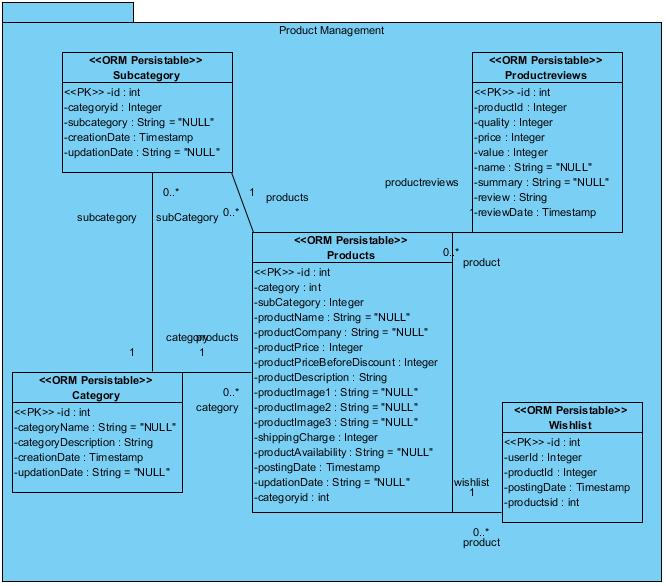 Product Management
<<ORM Persistable>>
Subcategory
<<PK>> -id : int
-categoryid : Integer
-subcategory : String = "NULL"
-creationDate : Timestamp
-updationDate : String = "NULL"
<<ORM Persistable>>
Productreviews
<<PK>> -id : int
-productId : Integer
-quality : Integer
-price : Integer
-value : Integer
-name : String = "NULL"
-summary : String = "NULL"
-review : String
-reviewDate : Timestamp
productreviews
1
0..*
product
0..*
subcategory
subCategory
0..*
1
products
<<ORM Persistable>>
Products
<<PK>> -id : int
-category : int
-subCategory : Integer
-productName : String = "NULL"
-productCompany : String = "NULL"
-productPrice : Integer
-productPriceBeforeDiscount : Integer
-productDescription : String
-productImage1 : String = "NULL"
-productImage2 : String = "NULL"
-productImage3 : String = "NULL"
-shippingCharge : Integer
-productAvailability : String = "NULL"
-postingDate : Timestamp
-updationDate : String = "NULL"
-categoryid : int
category
products
1
1
0..*
category
<<ORM Persistable>>
Category
<<PK>> -id : int
-categoryName : String = "NULL"
-categoryDescription : String
-creationDate : Timestamp
-updationDate : String = "NULL"
<<ORM Persistable>>
Wishlist
<<PK>> -id : int
-userId : Integer
-productId : Integer
-postingDate : Timestamp
-productsid : int
wishlist
1
0..*
product